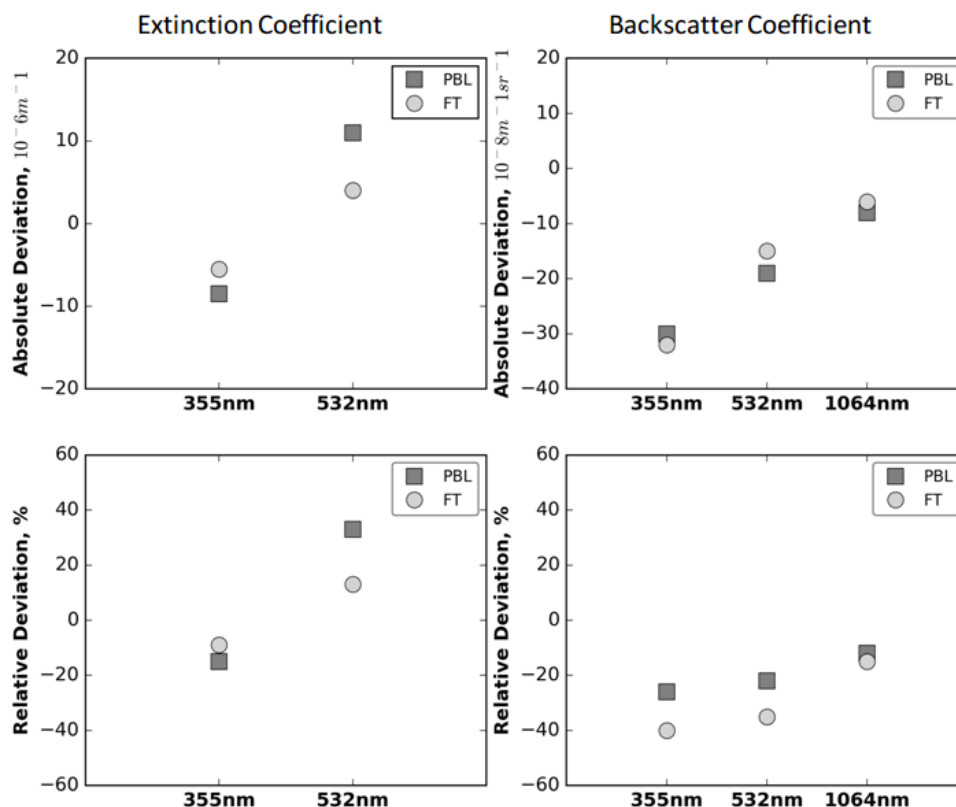 Extinction Coefficient
Backscatter Coefficient
Absolute Deviation, 10⁻6m⁻1
20
10
0
−10
−20
355nm
532nm
PBL
FT
Absolute Deviation, 10⁻8m⁻1sr⁻1
20
10
0
−10
−20
−30
−40
355nm
532nm
1064nm
PBL
FT
Relative Deviation, %
60
40
20
0
−20
−40
−60
355nm
532nm
PBL
FT
Relative Deviation, %
60
40
20
0
−20
−40
−60
355nm
532nm
1064nm
PBL
FT